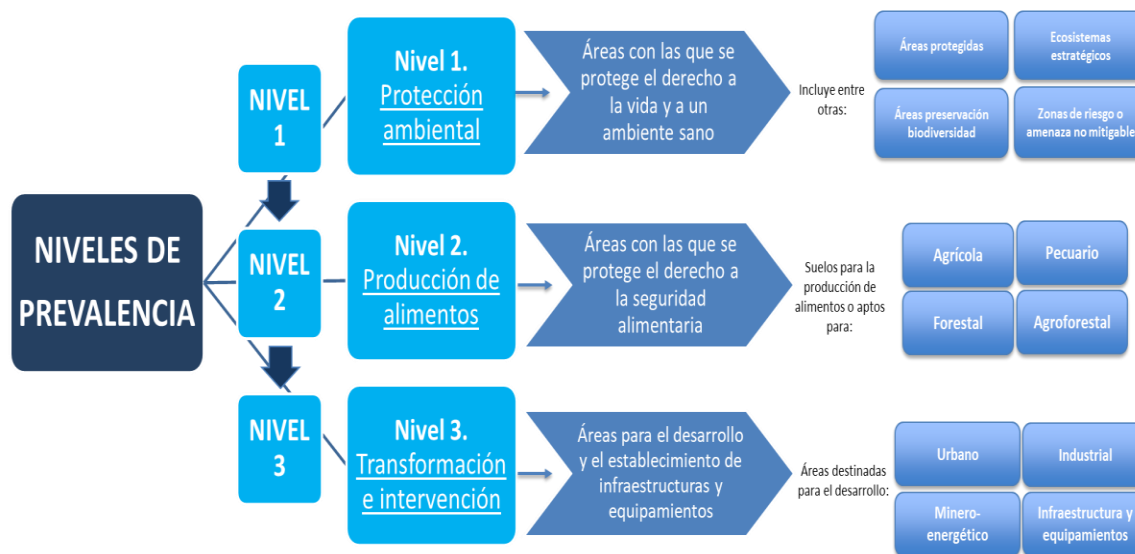 NIVELES DE
PREVALENCIA
NIVEL
1
Nivel 1.
Protección
ambiental
Áreas con las que se
protege el derecho a
la vida y a un
ambiente sano
Incluye entre
otras:
Áreas protegidas
Ecosistemas
estratégicos
Áreas preservación
biodiversidad
Zonas de riesgo o
amenaza no mitigable
NIVEL
2
Nivel 2.
Producción de
alimentos
Áreas con las que se
protege el derecho a
la seguridad
alimentaria
Suelos para la
producción de
alimentos o aptos
para:
Agrícola
Pecuario
Forestal
Agroforestal
NIVEL
3
Nivel 3.
Transformación
e intervención
Áreas para el desarrollo
y el establecimiento de
infraestructuras y
equipamientos
Áreas destinadas
para el desarrollo:
Urbano
Industrial
Minero-
energético
Infraestructura y
equipamientos